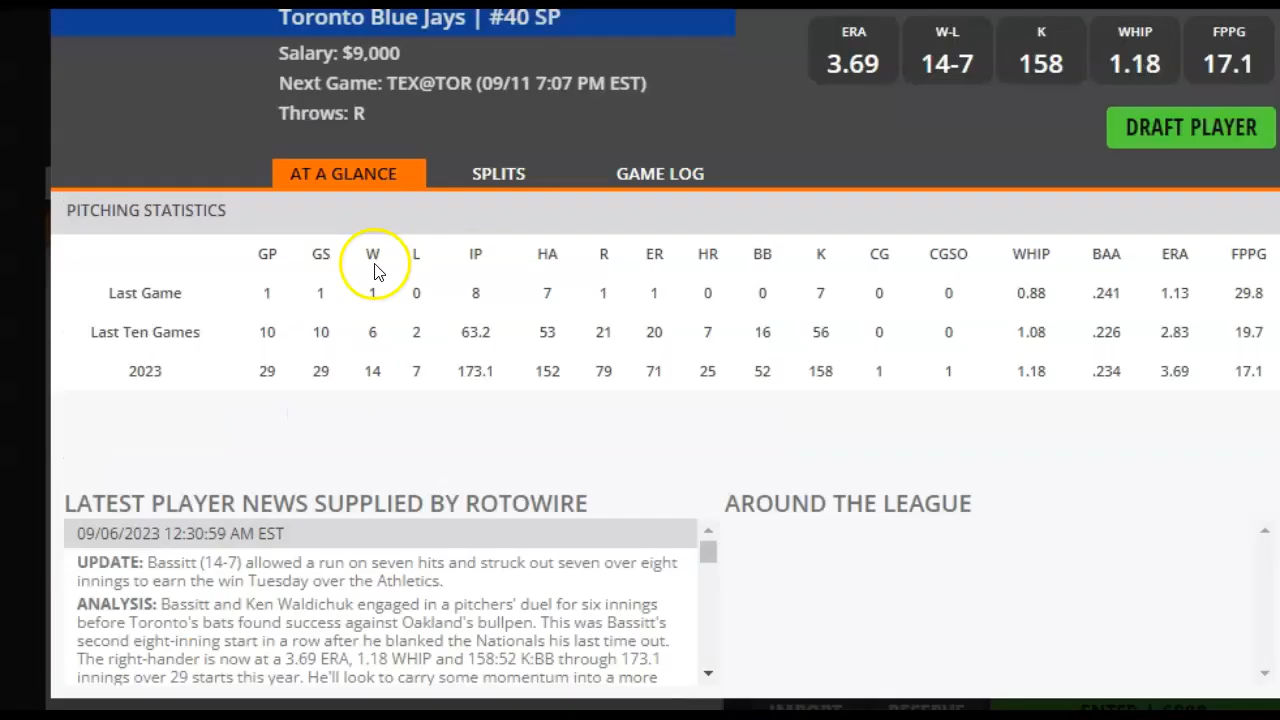 Toronto Blue Jays | #40 SP
Salary: $9,000
Next Game: TEX@TOR (09/11 7:07 PM EST)
Throws: R
ERA W-L K WHIP FPPG
3.69 14-7 158 1.18 17.1
DRAFT PLAYER
AT A GLANCE SPLITS GAME LOG
PITCHING STATISTICS
GP GS W L IP HA R ER HR BB K CG CGSO WHIP BAA ERA FPPG
Last Game 1 1 1 0 8 7 1 1 0 0 7 0 0 0.88 .241 1.13 29.8
Last Ten Games 10 10 6 2 63.2 53 21 20 7 16 56 0 0 1.08 .226 2.83 19.7
2023 29 29 14 7 173.1 152 79 71 25 52 158 1 1 1.18 .234 3.69 17.1
LATEST PLAYER NEWS SUPPLIED BY ROTOWIRE
09/06/2023 12:30:59 AM EST
UPDATE: Bassitt (14-7) allowed a run on seven hits and struck out seven over eight
innings to earn the win Tuesday over the Athletics.
ANALYSIS: Bassitt and Ken Waldichuk engaged in a pitchers' duel for six innings
before Toronto's bats found success against Oakland's bullpen. This was Bassitt's
second eight-inning start in a row after he blanked the Nationals his last time out.
The right-hander is now at a 3.69 ERA, 1.18 WHIP and 158:52 K:BB through 173.1
innings over 29 starts this year. He'll look to carry some momentum into a more
AROUND THE LEAGUE